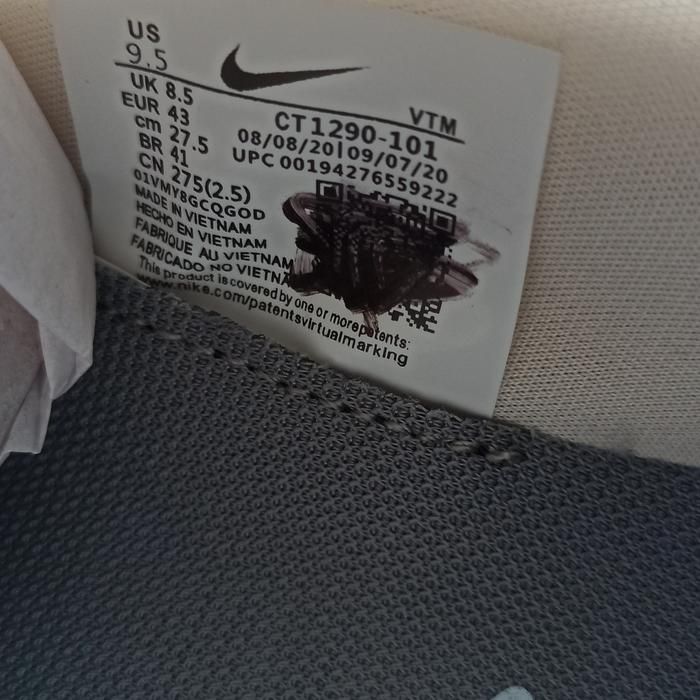 US
9.5
VTM
UK 8.5
EUR 43
cm 27.5
BR 41
CN 275(2.5)
CT1290-101
08/08/20|09/07/20
UPC 00194276559222
01VMY8GCQGOD
MADE IN VIETNAM
HECHO EN VIETNAM
FABRIQUE AU VIETNAM
FABRICADO NO VIETNA
This product is covered by one or more patents:
www.nike.com/patentsvirtualmarking